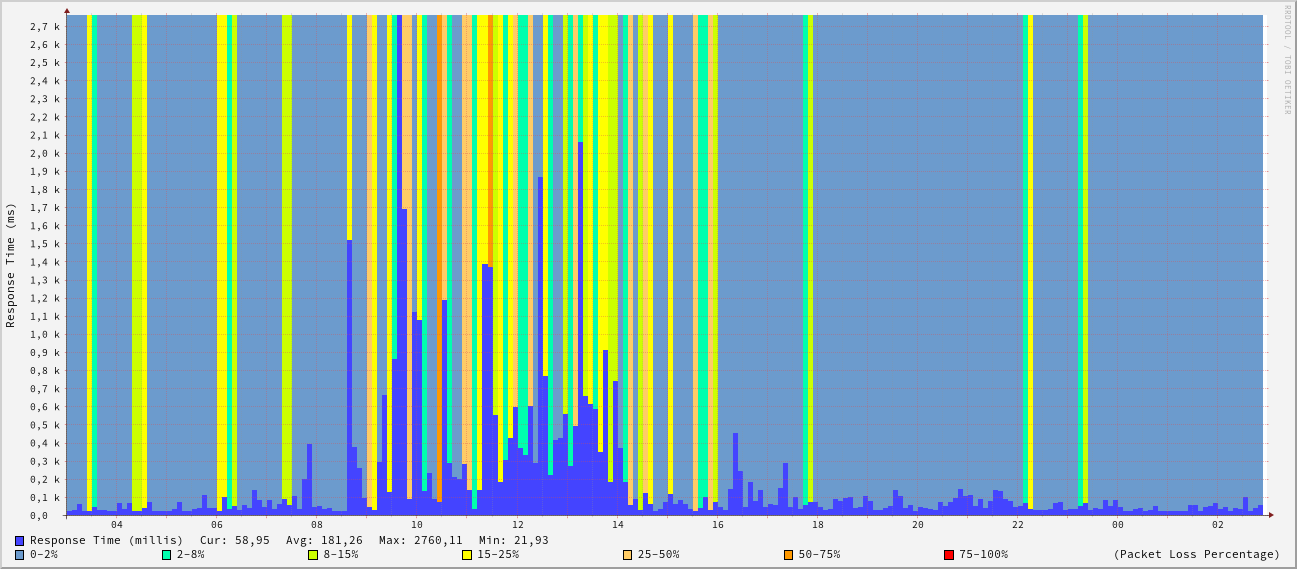 RRDTOOL / TOBI OETIKER
Response Time (ms)
2,7 k
2,6 k
2,5 k
2,4 k
2,3 k
2,2 k
2,1 k
2,0 k
1,9 k
1,8 k
1,7 k
1,6 k
1,5 k
1,4 k
1,3 k
1,2 k
1,1 k
1,0 k
0,9 k
0,8 k
0,7 k
0,6 k
0,5 k
0,4 k
0,3 k
0,2 k
0,1 k
0,0
04 06 08 10 12 14 16 18 20 22 00 02
Response Time (millis) Cur: 58,95 Avg: 181,26 Max: 2760,11 Min: 21,93
0-2% 2-8% 8-15% 15-25% 25-50% 50-75% 75-100% (Packet Loss Percentage)